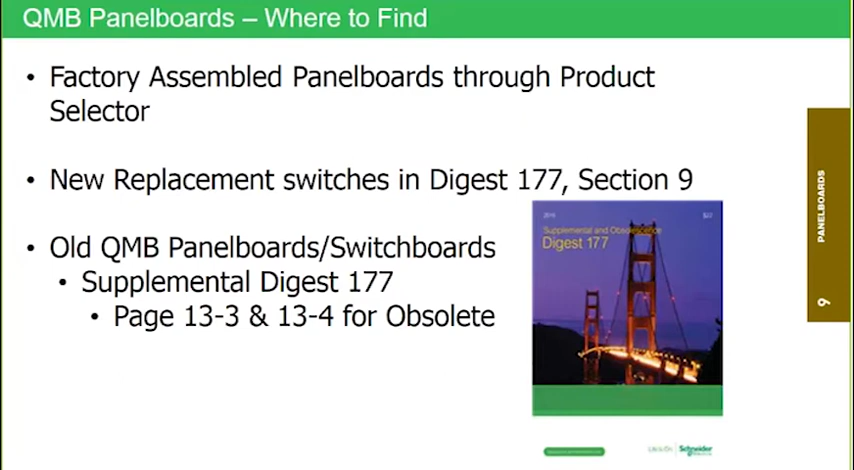 QMB Panelboards – Where to Find
• Factory Assembled Panelboards through Product
Selector
• New Replacement switches in Digest 177, Section 9
• Old QMB Panelboards/Switchboards
• Supplemental Digest 177
• Page 13-3 & 13-4 for Obsolete
Supplemental and Obsolescence
Digest 177
Schneider
PANELBOARDS
9